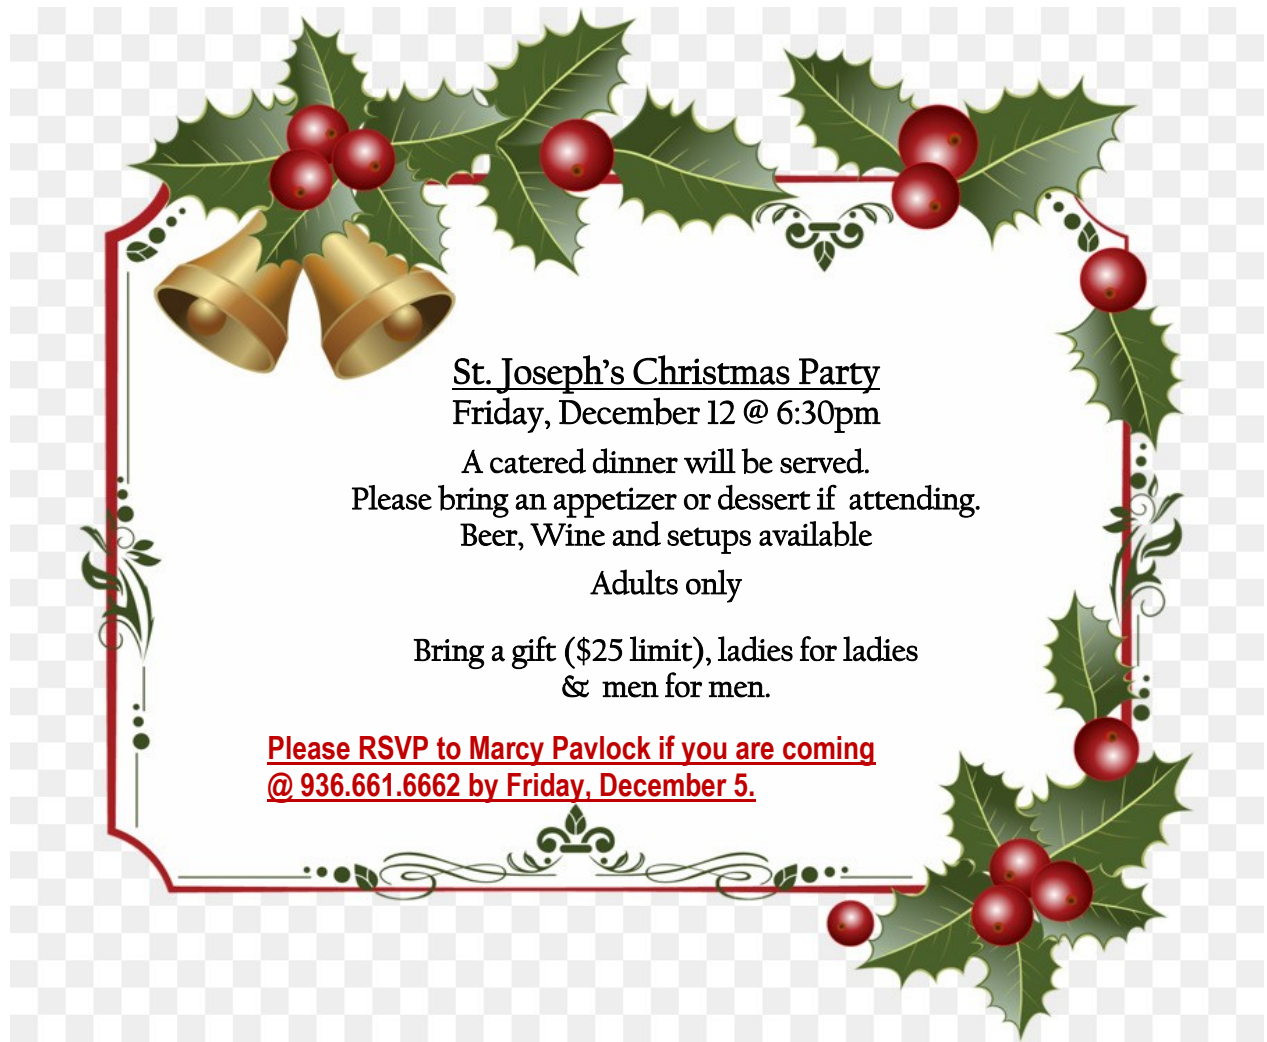 St. Joseph’s Christmas Party
Friday, December 12 @ 6:30pm
A catered dinner will be served.
Please bring an appetizer or dessert if  attending.
Beer, Wine and setups available
Adults only
Bring a gift ($25 limit), ladies for ladies
&  men for men.
Please RSVP to Marcy Pavlock if you are coming
@ 936.661.6662 by Friday, December 5.